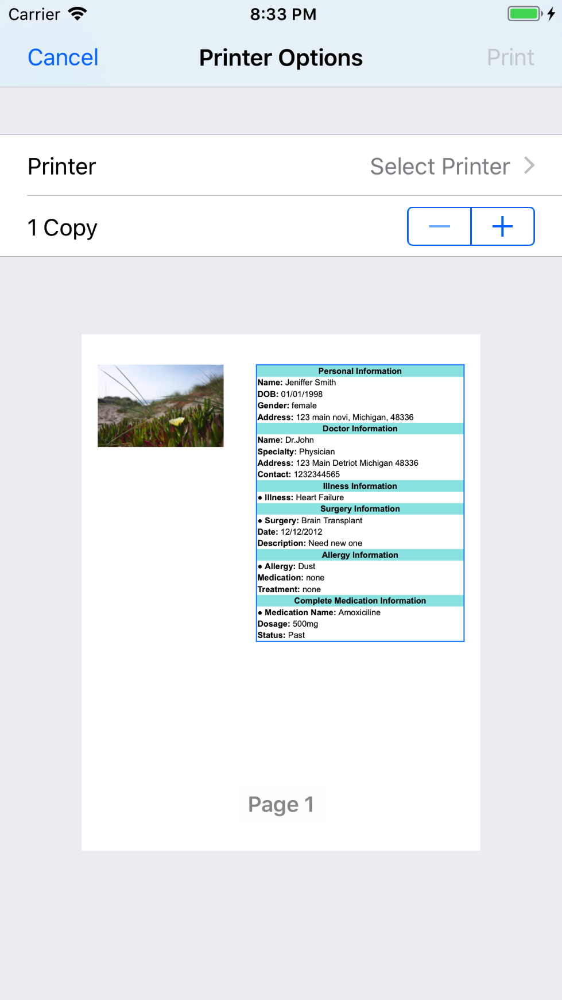 Carrier 8:33 PM
Cancel Printer Options Print
Printer Select Printer
1 Copy
Personal Information
Name: Jeniffer Smith
DOB: 01/01/1998
Gender: female
Address: 123 main novi, Michigan, 48336
Doctor Information
Name: Dr.John
Specialty: Physician
Address: 123 Main Detriot Michigan 48336
Contact: 1232344565
Illness Information
• Illness: Heart Failure
Surgery Information
• Surgery: Brain Transplant
Date: 12/12/2012
Description: Need new one
Allergy Information
• Allergy: Dust
Medication: none
Treatment: none
Complete Medication Information
• Medication Name: Amoxiciline
Dosage: 500mg
Status: Past
Page 1